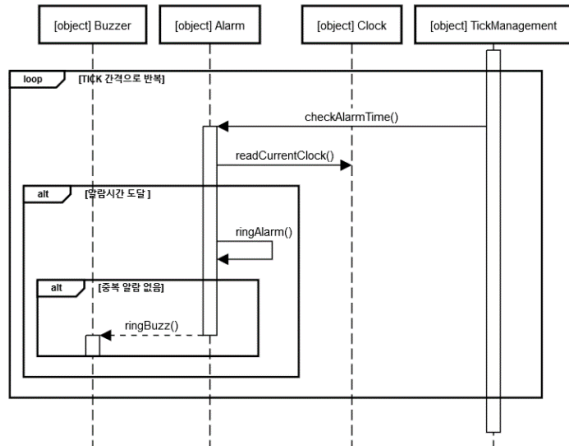 [object] Buzzer
[object] Alarm
[object] Clock
[object] TickManagement
loop
[TICK 간격으로 반복]
checkAlarmTime()
readCurrentClock()
alt
[알람시간 도달 ]
ringAlarm()
alt
[중복 알람 없음]
ringBuzz()